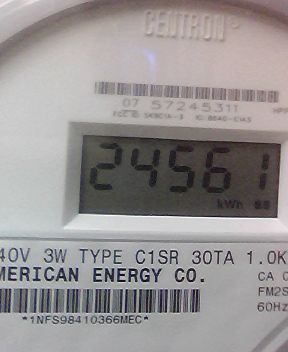 CENTRON®
07 57245311
24561
kWh
40V 3W TYPE C1SR 30TA 1.0K
MERICAN ENERGY CO.
CA 0
FM2S
60Hz
*1NFS98410366MEC*